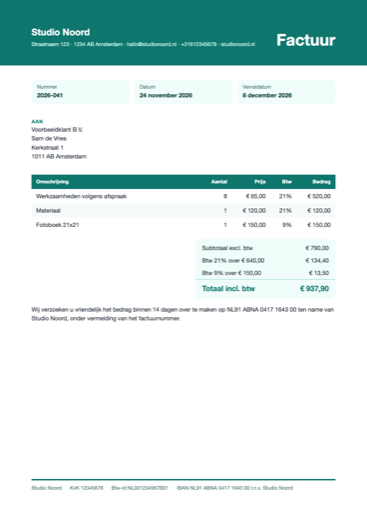 Studio Noord
Straatnaam 123 · 1234 AB Amsterdam · hallo@studionoord.nl · +31612345678 · studionoord.nl
Factuur
Nummer
2026-041
Datum
24 november 2026
Vervaldatum
8 december 2026
AAN
Voorbeeldklant B.V.
Sam de Vries
Kerkstraat 1
1011 AB Amsterdam
Omschrijving Aantal Prijs Btw Bedrag
Werkzaamheden volgens afspraak 8 € 65,00 21% € 520,00
Materiaal 1 € 120,00 21% € 120,00
Fotoboek 21x21 1 € 150,00 9% € 150,00
Subtotaal excl. btw € 790,00
Btw 21% over € 640,00 € 134,40
Btw 9% over € 150,00 € 13,50
Totaal incl. btw € 937,90
Wij verzoeken u vriendelijk het bedrag binnen 14 dagen over te maken op NL91 ABNA 0417 1643 00 ten name van
Studio Noord, onder vermelding van het factuurnummer.
Studio Noord KvK 12345678 Btw-id NL001234567B01 IBAN NL91 ABNA 0417 1643 00 t.n.v. Studio Noord